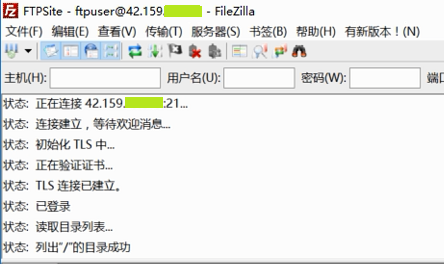 FTPSite - ftpuser@42.159. - FileZilla
文件(F) 编辑(E) 查看(V) 传输(T) 服务器(S) 书签(B) 帮助(H) 有新版本！(N)
主机(H): 用户名(U): 密码(W): 端口
状态: 正在连接 42.159. :21...
状态: 连接建立，等待欢迎消息...
状态: 初始化 TLS 中...
状态: 正在验证证书...
状态: TLS 连接已建立。
状态: 已登录
状态: 读取目录列表...
状态: 列出“/”的目录成功